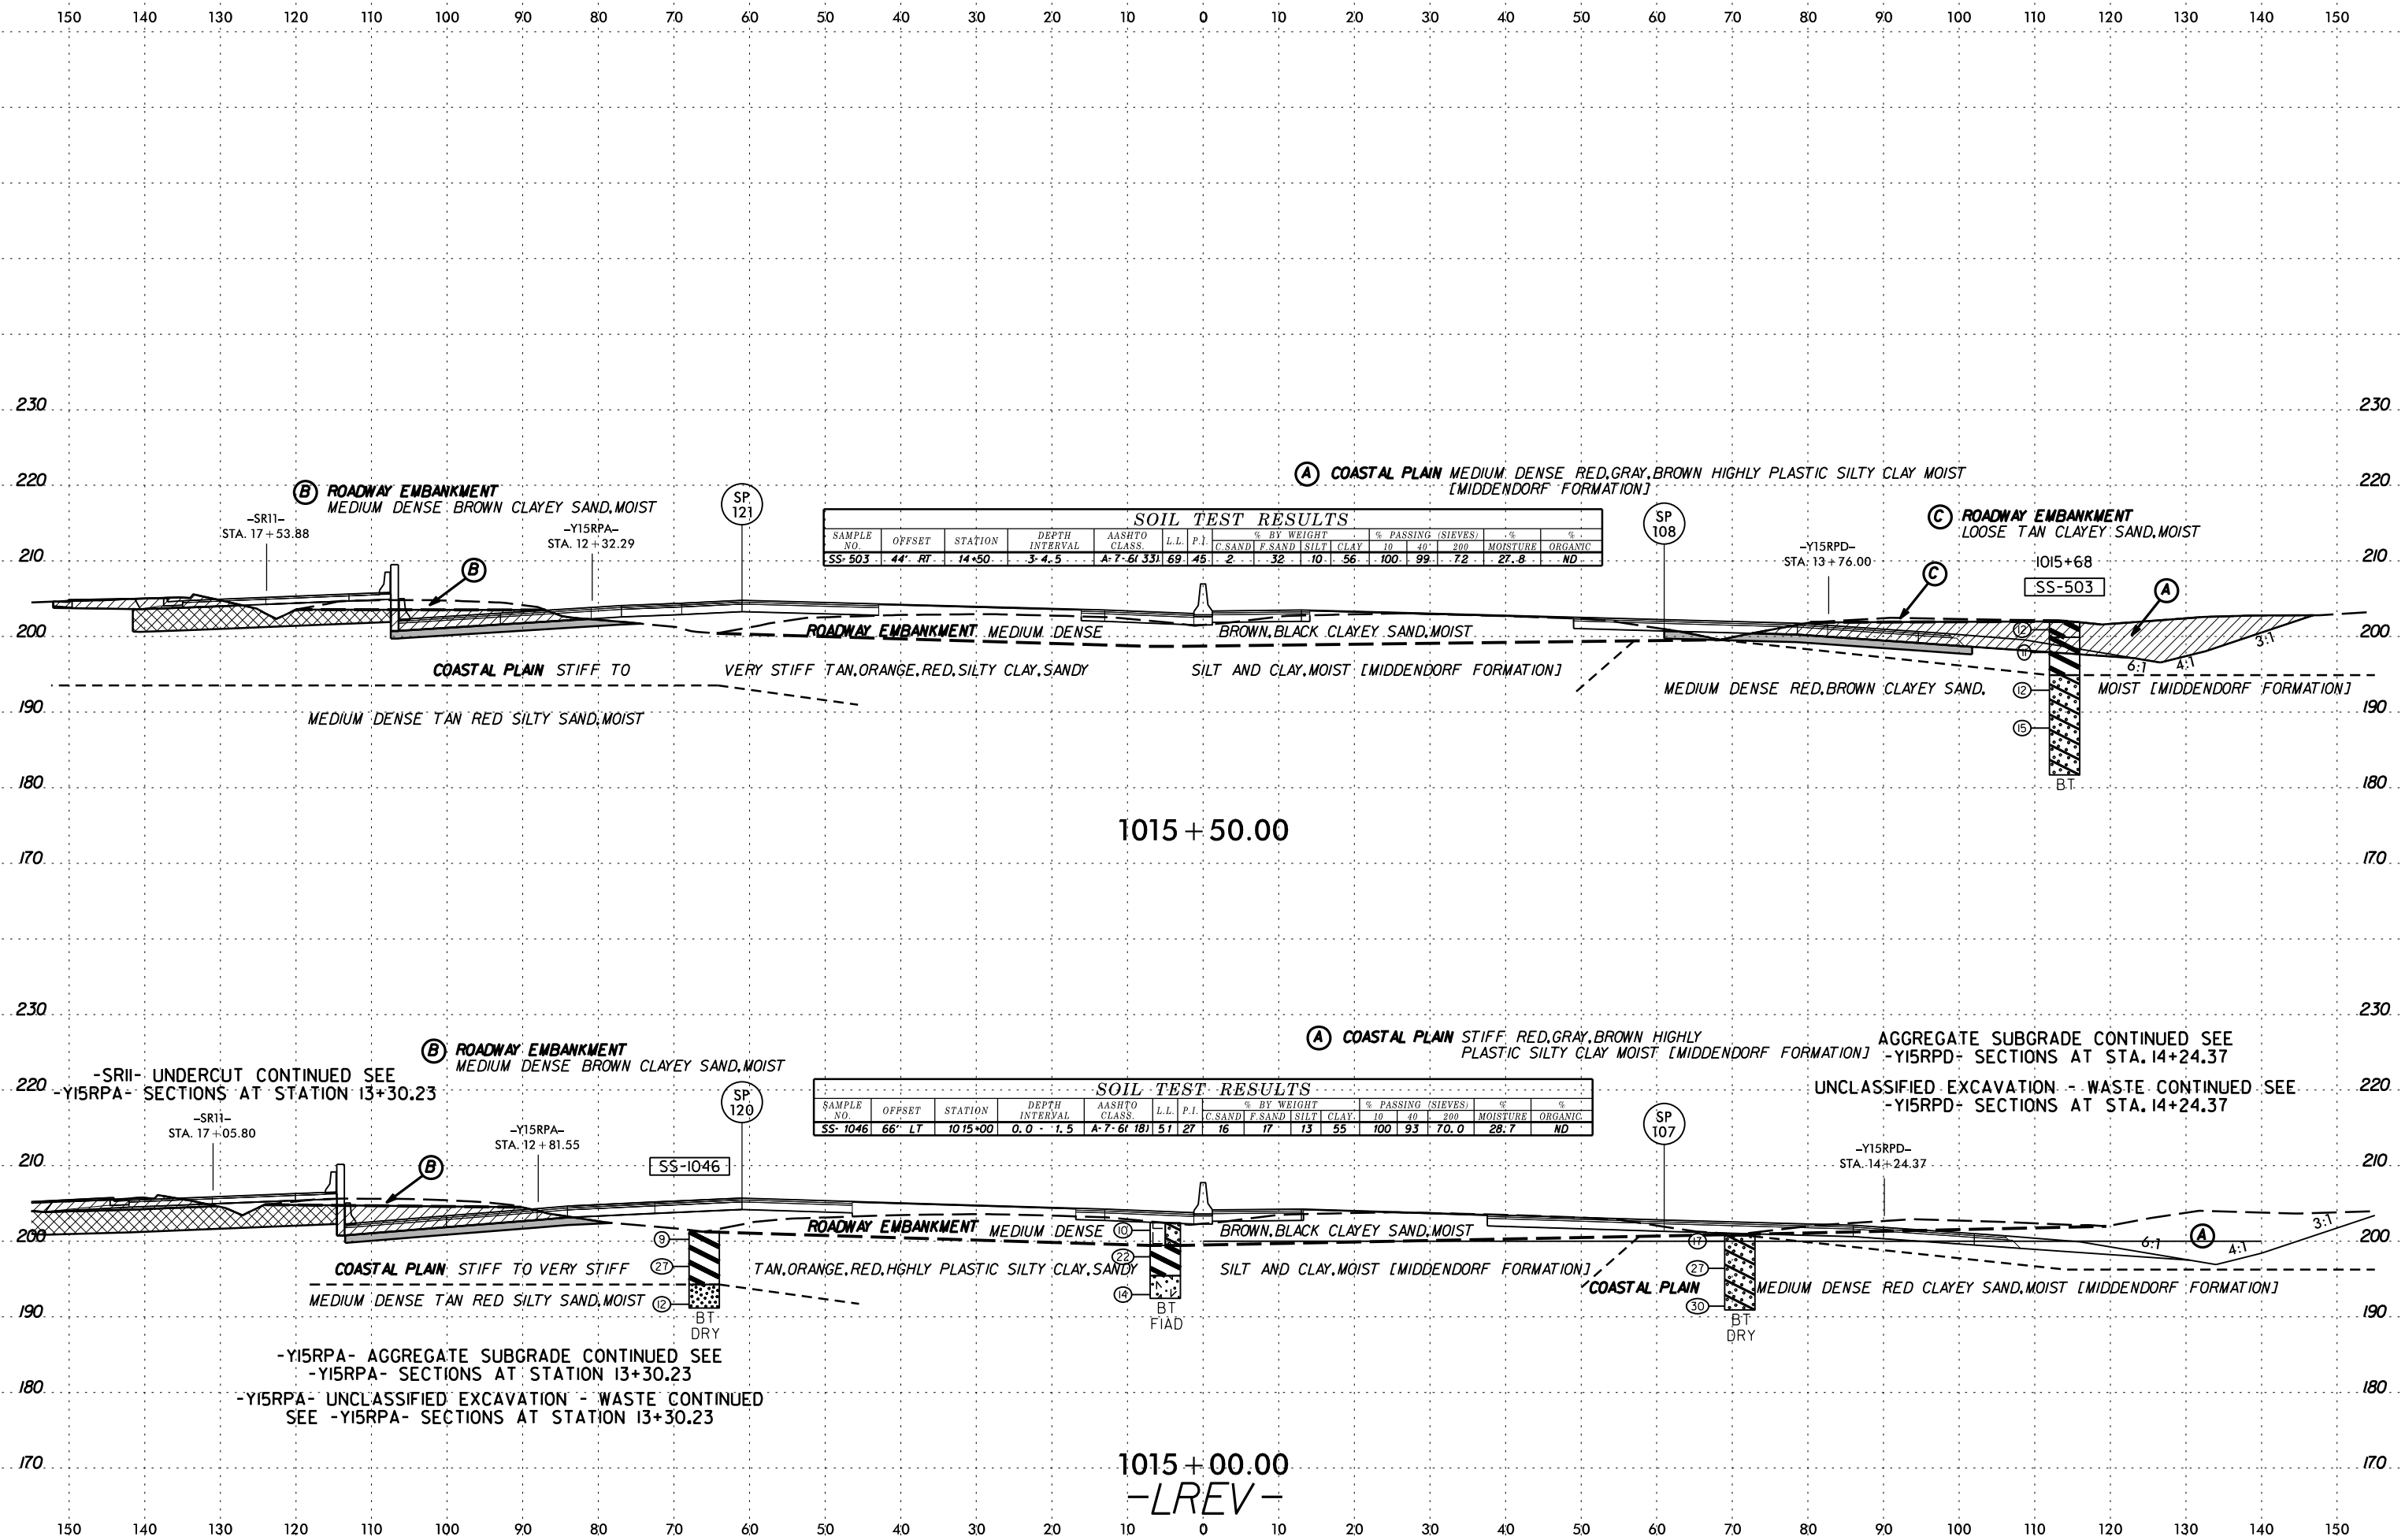 150 140 130 120 110 100 90 80 70 60 50 40 30 20 10 0 10 20 30 40 50 60 70 80 90 100 110 120 130 140 150
230 230
220 220
210 210
200 200
190 190
180 180
170 170
Ⓑ ROADWAY EMBANKMENT
MEDIUM DENSE BROWN CLAYEY SAND, MOIST
-SR11-
STA. 17+53.88
-Y15RPA-
STA. 12+32.29
SP
121
B
Ⓐ COASTAL PLAIN MEDIUM DENSE RED, GRAY, BROWN HIGHLY PLASTIC SILTY CLAY MOIST
[MIDDENDORF FORMATION]
SOIL TEST RESULTS
SAMPLE NO. OFFSET STATION DEPTH INTERVAL AASHTO CLASS. L.L. P.I. % BY WEIGHT % PASSING (SIEVES) % MOISTURE % ORGANIC
C.SAND F.SAND SILT CLAY 10 40 200
SS-503 44' RT 14+50 3-4.5 A-7-6(33) 69 45 2 32 10 56 100 99 72 27.8 ND
SP
108
Ⓒ ROADWAY EMBANKMENT
LOOSE TAN CLAYEY SAND, MOIST
-Y15RPD-
STA. 13+76.00
1015+68
SS-503
C
A
ROADWAY EMBANKMENT MEDIUM DENSE BROWN, BLACK CLAYEY SAND, MOIST
COASTAL PLAIN STIFF TO VERY STIFF TAN, ORANGE, RED, SILTY CLAY, SANDY SILT AND CLAY, MOIST [MIDDENDORF FORMATION]
MEDIUM DENSE TAN RED SILTY SAND, MOIST
MEDIUM DENSE RED, BROWN CLAYEY SAND, MOIST [MIDDENDORF FORMATION]
12
11
12
15
BT
6:1 4:1 3:1
1015+50.00
230 230
220 220
210 210
200 200
190 190
180 180
170 170
-SR11- UNDERCUT CONTINUED SEE
-Y15RPA- SECTIONS AT STATION 13+30.23
-SR11-
STA. 17+05.80
Ⓑ ROADWAY EMBANKMENT
MEDIUM DENSE BROWN CLAYEY SAND, MOIST
-Y15RPA-
STA. 12+81.55
SS-1046
SP
120
B
Ⓐ COASTAL PLAIN STIFF RED, GRAY, BROWN HIGHLY
PLASTIC SILTY CLAY MOIST [MIDDENDORF FORMATION]
AGGREGATE SUBGRADE CONTINUED SEE
-Y15RPD- SECTIONS AT STA. 14+24.37
UNCLASSIFIED EXCAVATION - WASTE CONTINUED SEE
-Y15RPD- SECTIONS AT STA. 14+24.37
SOIL TEST RESULTS
SAMPLE NO. OFFSET STATION DEPTH INTERVAL AASHTO CLASS. L.L. P.I. % BY WEIGHT % PASSING (SIEVES) % MOISTURE % ORGANIC
C.SAND F.SAND SILT CLAY 10 40 200
SS-1046 66' LT 1015+00 0.0 - 1.5 A-7-6(18) 51 27 16 17 13 55 100 93 70.0 28.7 ND
SP
107
-Y15RPD-
STA. 14+24.37
ROADWAY EMBANKMENT MEDIUM DENSE BROWN, BLACK CLAYEY SAND, MOIST
COASTAL PLAIN STIFF TO VERY STIFF TAN, ORANGE, RED, HGHLY PLASTIC SILTY CLAY, SANDY SILT AND CLAY, MOIST [MIDDENDORF FORMATION]
MEDIUM DENSE TAN RED SILTY SAND, MOIST
COASTAL PLAIN MEDIUM DENSE RED CLAYEY SAND, MOIST [MIDDENDORF FORMATION]
9
27
12
BT
DRY
10
22
14
BT
FIAD
17
27
30
BT
DRY
6:1 4:1 3:1
A
-Y15RPA- AGGREGATE SUBGRADE CONTINUED SEE
-Y15RPA- SECTIONS AT STATION 13+30.23
-Y15RPA- UNCLASSIFIED EXCAVATION - WASTE CONTINUED
SEE -Y15RPA- SECTIONS AT STATION 13+30.23
1015+00.00
-LREV-
150 140 130 120 110 100 90 80 70 60 50 40 30 20 10 0 10 20 30 40 50 60 70 80 90 100 110 120 130 140 150